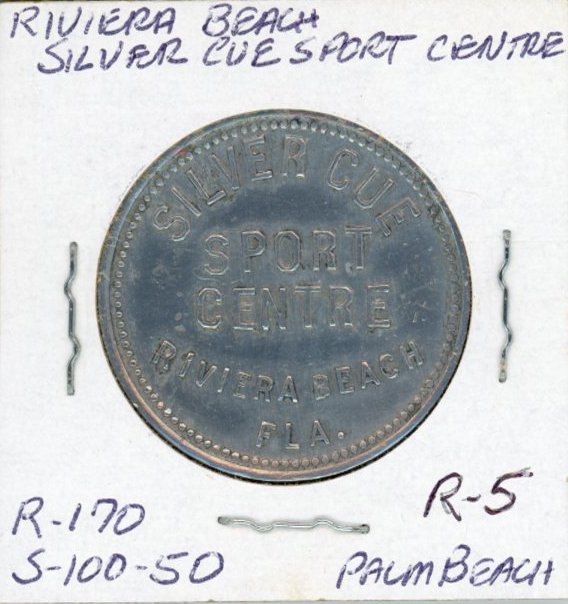 RIVIERA BEACH
SILVER CUE SPORT CENTRE
SILVER CUE
SPORT
CENTRE
RIVIERA BEACH
FLA.
R-170
R-5
S-100-50
PALM BEACH